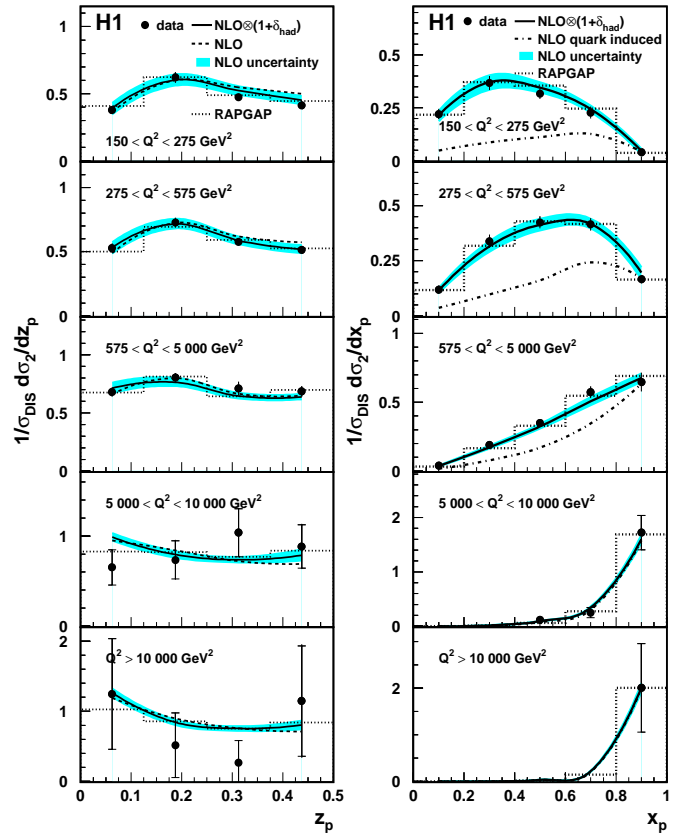 H1
data
NLO⊗(1+δhad)
NLO
NLO uncertainty
RAPGAP
150 < Q² < 275 GeV²
0
0.5
1
275 < Q² < 575 GeV²
0
0.5
1
575 < Q² < 5 000 GeV²
0
0.5
1
5 000 < Q² < 10 000 GeV²
0
1
Q² > 10 000 GeV²
0
1
2
0
0.1
0.2
0.3
0.4
0.5
zp
1/σDIS dσ2/dzp
H1
data
NLO⊗(1+δhad)
NLO quark induced
NLO uncertainty
RAPGAP
150 < Q² < 275 GeV²
0
0.25
0.5
275 < Q² < 575 GeV²
0
0.25
0.5
575 < Q² < 5 000 GeV²
0
0.5
1
5 000 < Q² < 10 000 GeV²
0
1
2
Q² > 10 000 GeV²
0
2
0
0.2
0.4
0.6
0.8
1
xp
1/σDIS dσ2/dxp